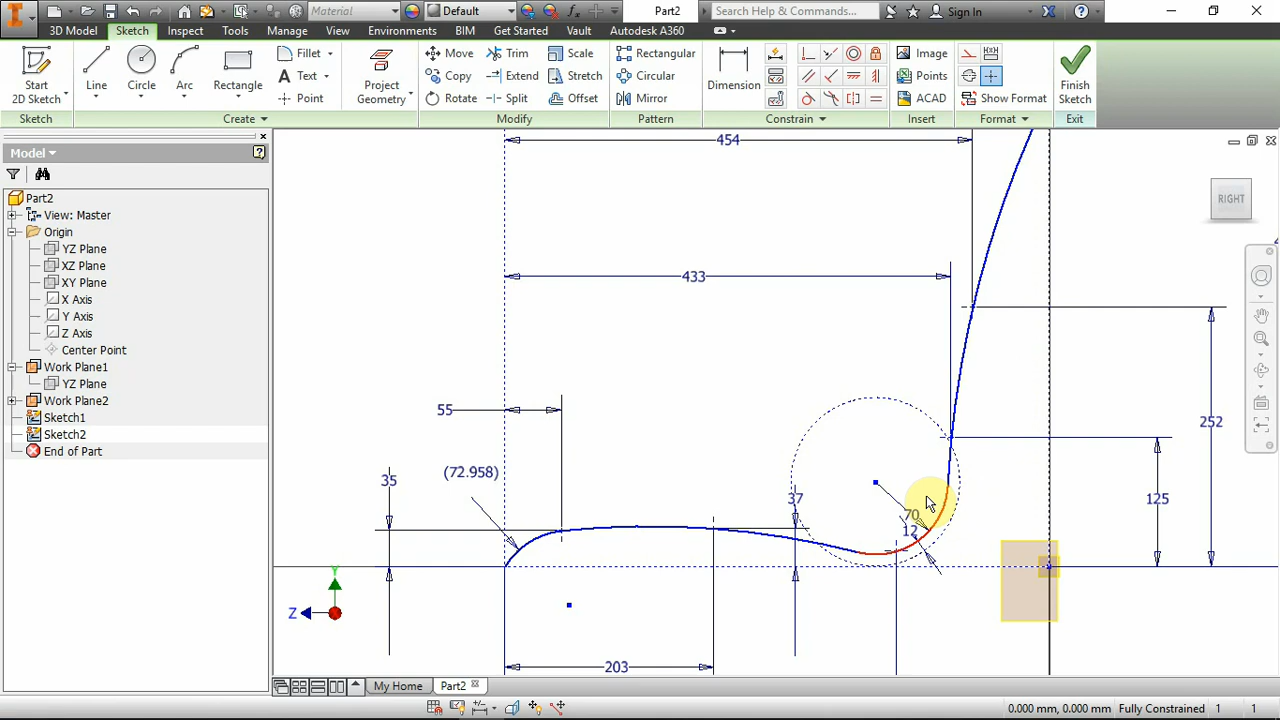 Material
Default
Part2
Search Help & Commands...
Sign In
3D Model
Sketch
Inspect
Tools
Manage
View
Environments
BIM
Get Started
Vault
Autodesk A360
Start
2D Sketch
Line
Circle
Arc
Rectangle
Fillet
Text
Point
Project
Geometry
Move
Copy
Rotate
Trim
Extend
Split
Scale
Stretch
Offset
Dimension
Rectangular
Circular
Mirror
Image
Points
ACAD
Show Format
Finish
Sketch
Sketch
Create
Modify
Pattern
Constrain
Insert
Format
Exit
Model
Part2
View: Master
Origin
YZ Plane
XZ Plane
XY Plane
X Axis
Y Axis
Z Axis
Center Point
Work Plane1
YZ Plane
Work Plane2
Sketch1
Sketch2
End of Part
454
RIGHT
433
55
252
(72.958)
35
37
125
70
12
Y
Z
203
My Home
Part2
0.000 mm, 0.000 mm
Fully Constrained
1
1